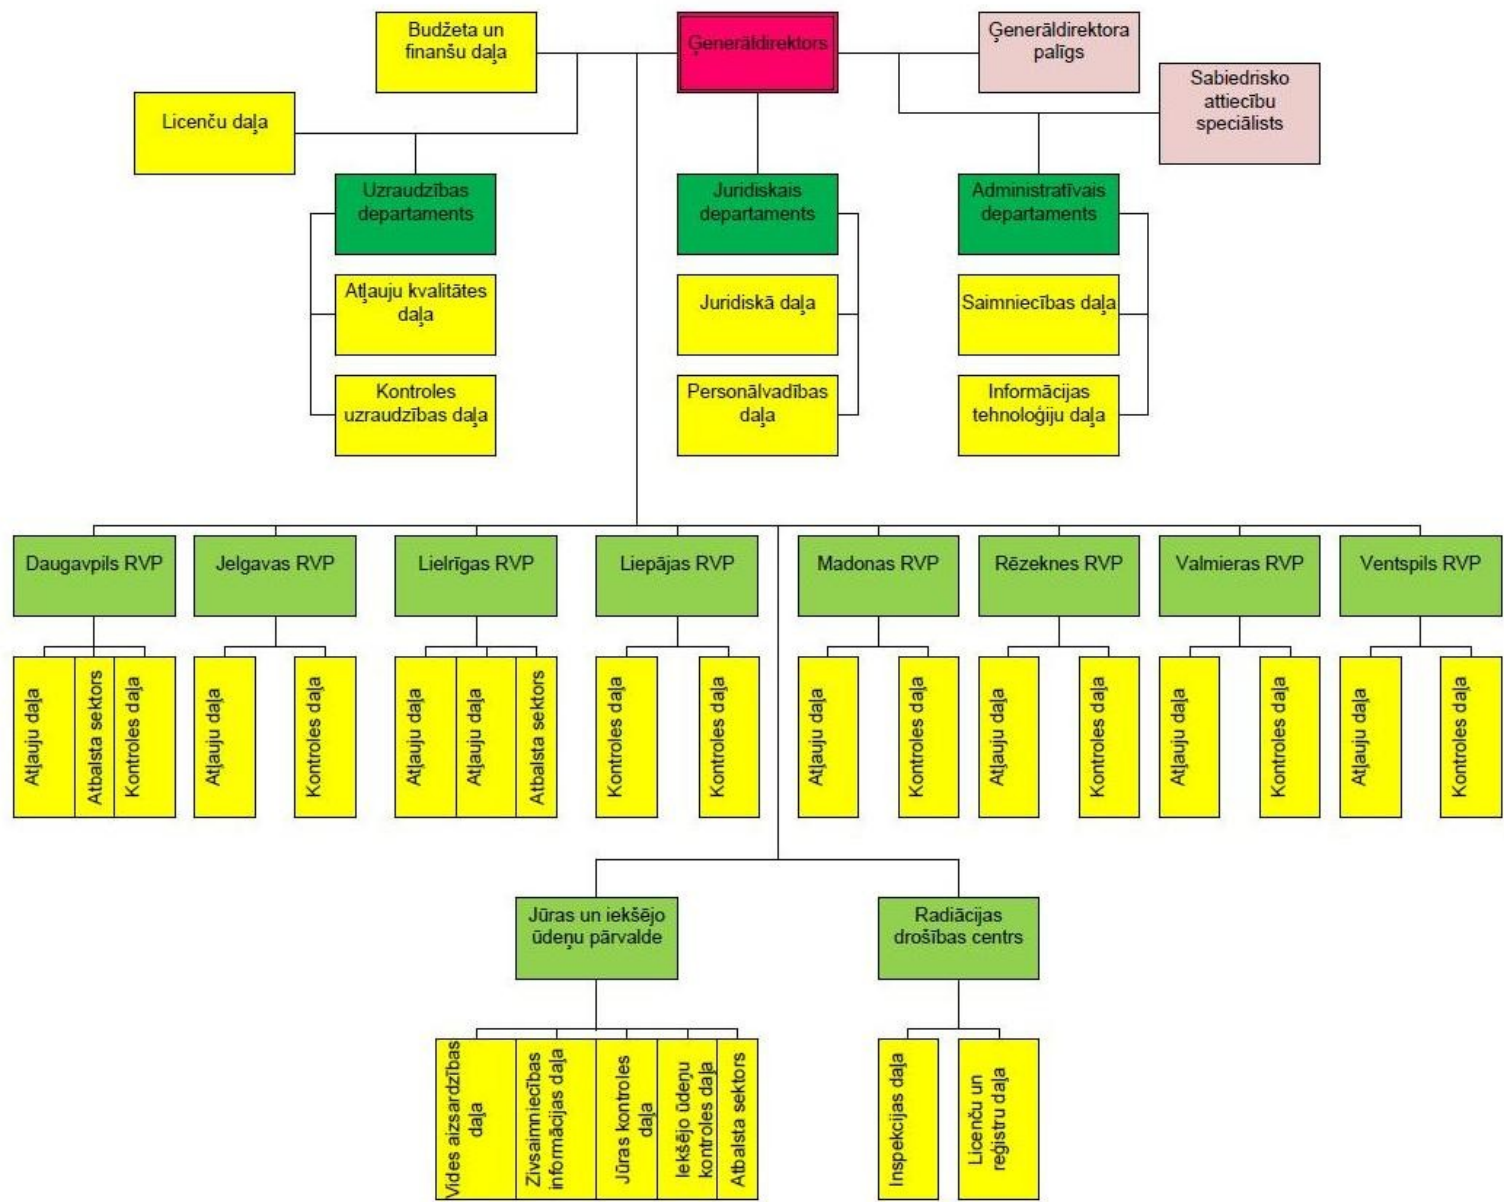 Budžeta un
finanšu daļa
Ģenerāldirektors
Ģenerāldirektora
palīgs
Sabiedrisko
attiecību
speciālists
Licenču daļa
Uzraudzības
departaments
Juridiskais
departaments
Administratīvais
departaments
Atļauju kvalitātes
daļa
Juridiskā daļa
Saimniecības daļa
Kontroles
uzraudzības daļa
Personālvadības
daļa
Informācijas
tehnoloģiju daļa
Daugavpils RVP
Jelgavas RVP
Lielrīgas RVP
Liepājas RVP
Madonas RVP
Rēzeknes RVP
Valmieras RVP
Ventspils RVP
Atļauju daļa
Atbalsta sektors
Kontroles daļa
Atļauju daļa
Kontroles daļa
Atļauju daļa
Atļauju daļa
Atbalsta sektors
Kontroles daļa
Kontroles daļa
Atļauju daļa
Kontroles daļa
Atļauju daļa
Kontroles daļa
Atļauju daļa
Kontroles daļa
Atļauju daļa
Kontroles daļa
Jūras un iekšējo
ūdeņu pārvalde
Radiācijas
drošības centrs
Vides aizsardzības
daļa
Zivsaimniecības
informācijas daļa
Jūras kontroles
daļa
Iekšējo ūdeņu
kontroles daļa
Atbalsta sektors
Inspekcijas daļa
Licenču un
reģistru daļa